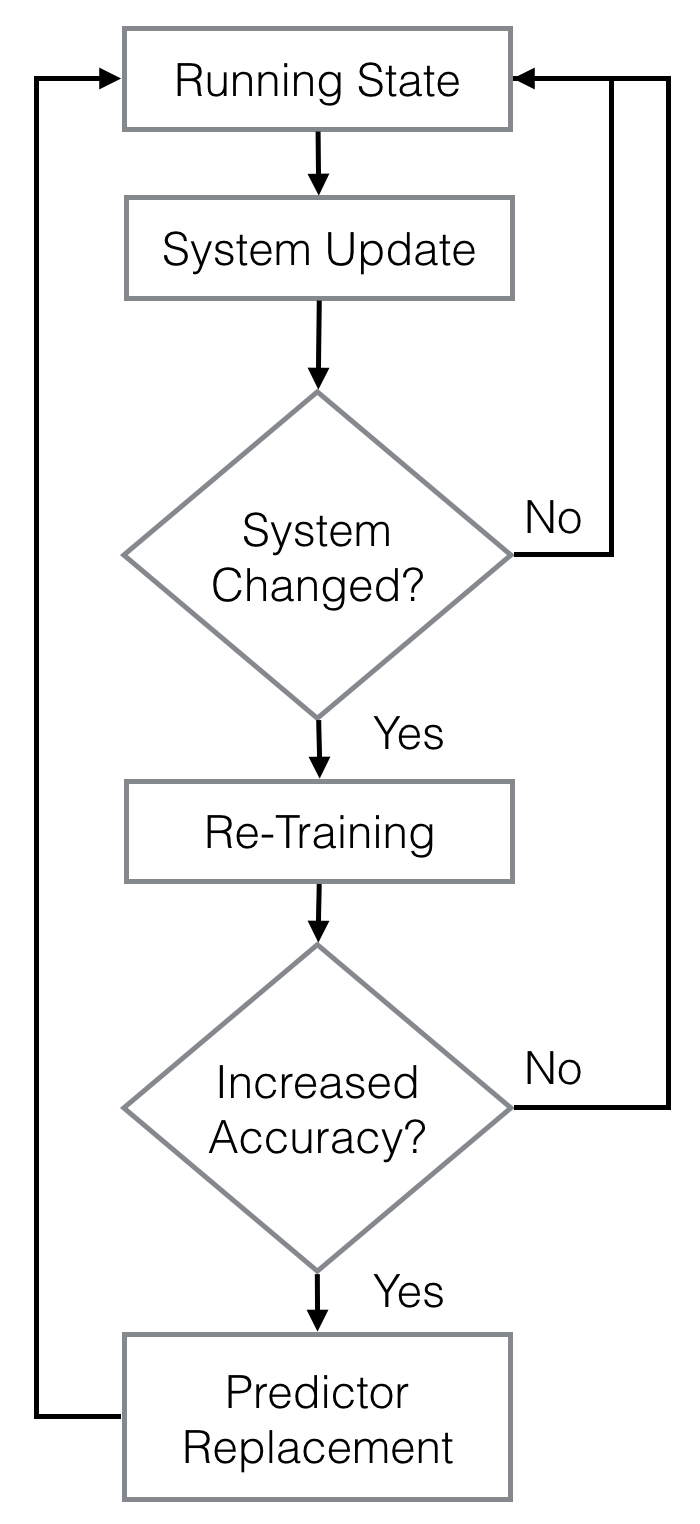 Running State
System Update
System
Changed?
No
Yes
Re-Training
Increased
Accuracy?
No
Yes
Predictor
Replacement